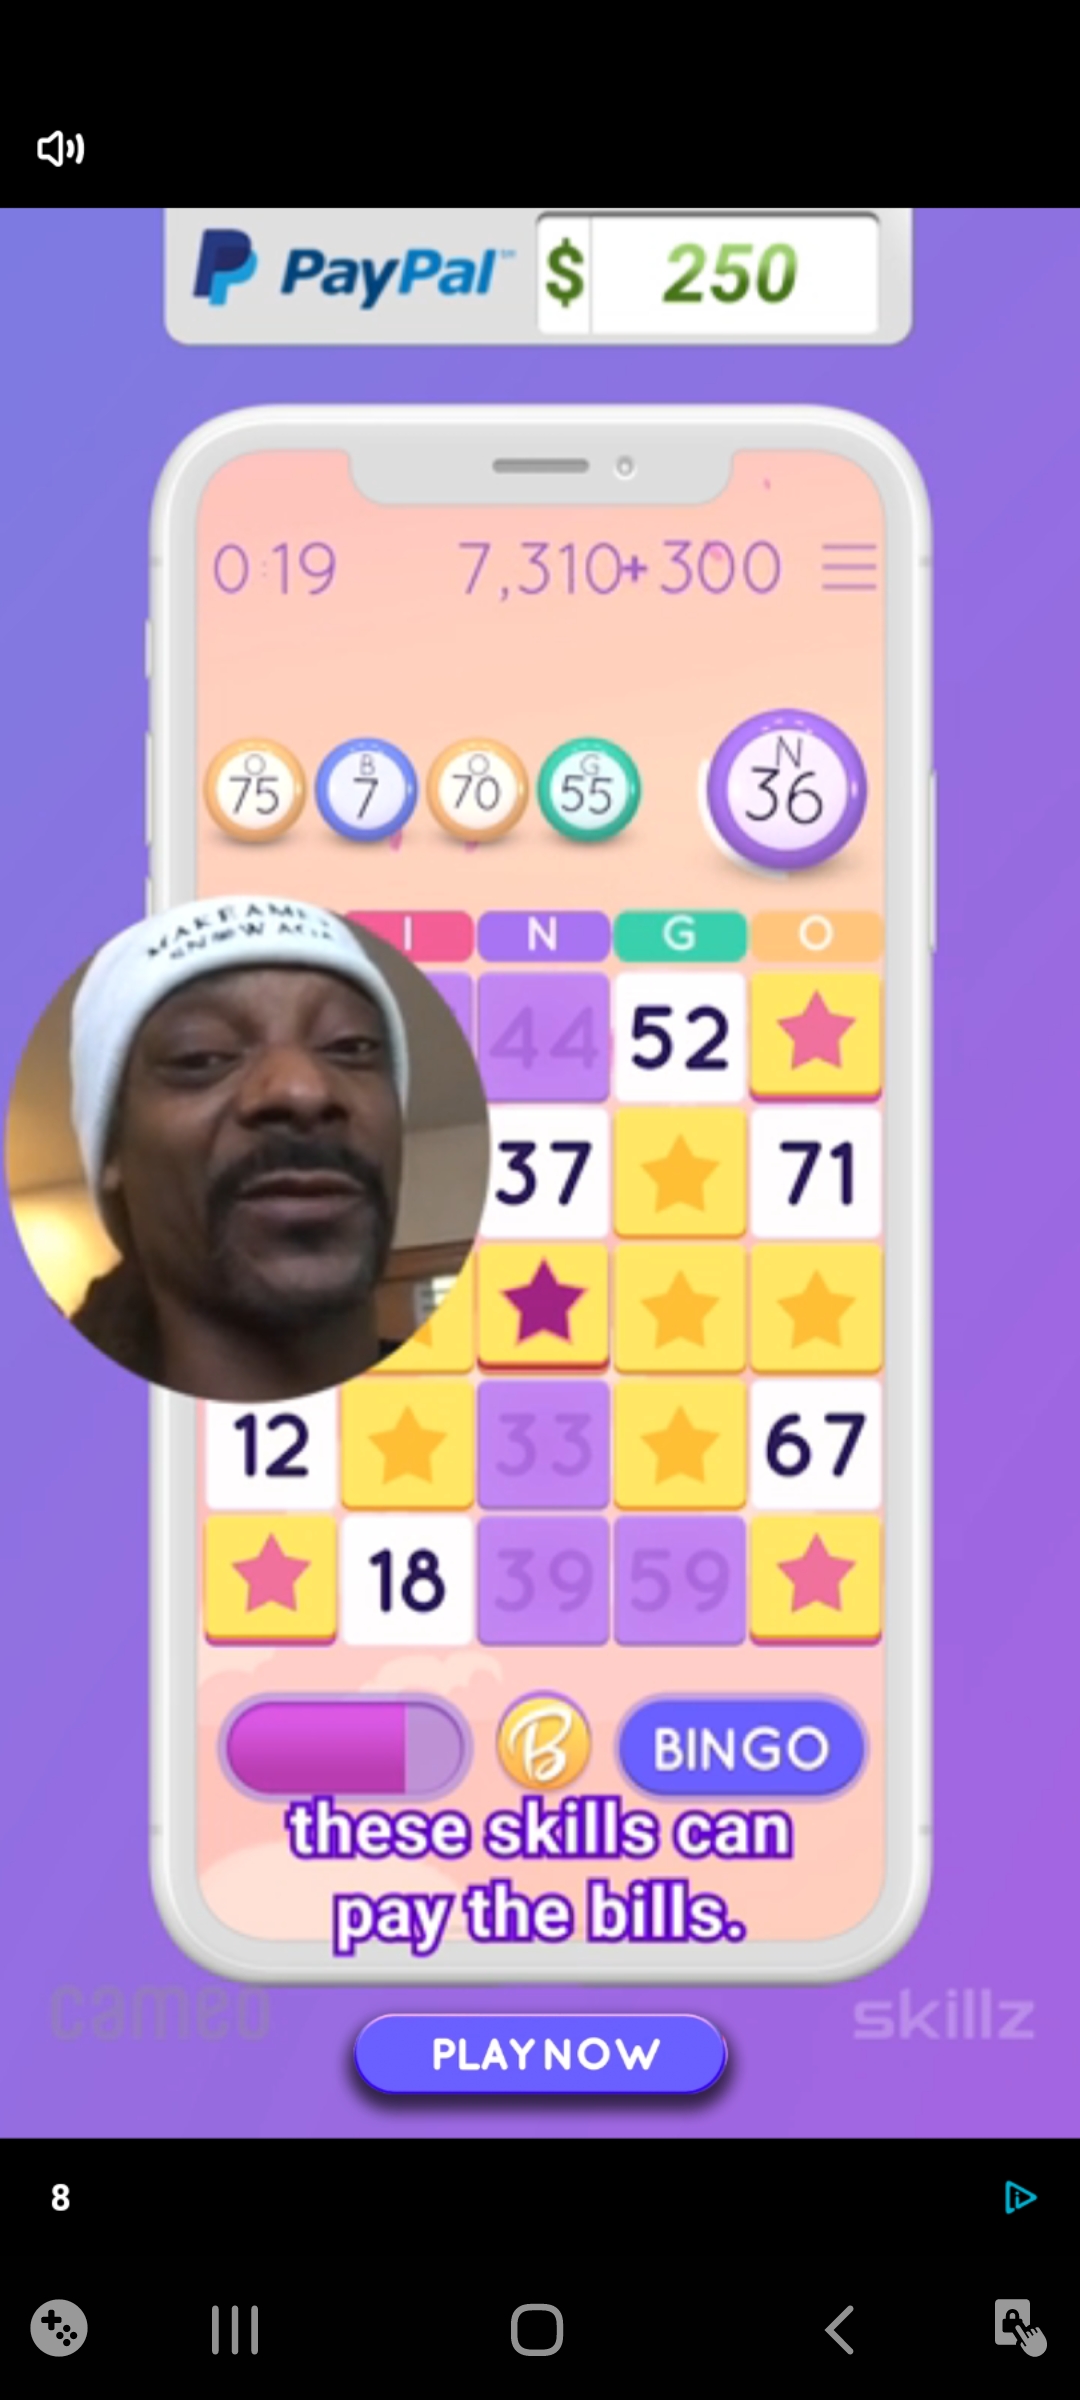 PayPal $ 250
0:19 7,310+300
O 75
B 7
O 70
G 55
N 36
I N G O
44 52
37 71
12 33 67
18 39 59
B BINGO
these skills can
pay the bills.
cameo skillz
PLAY NOW
8